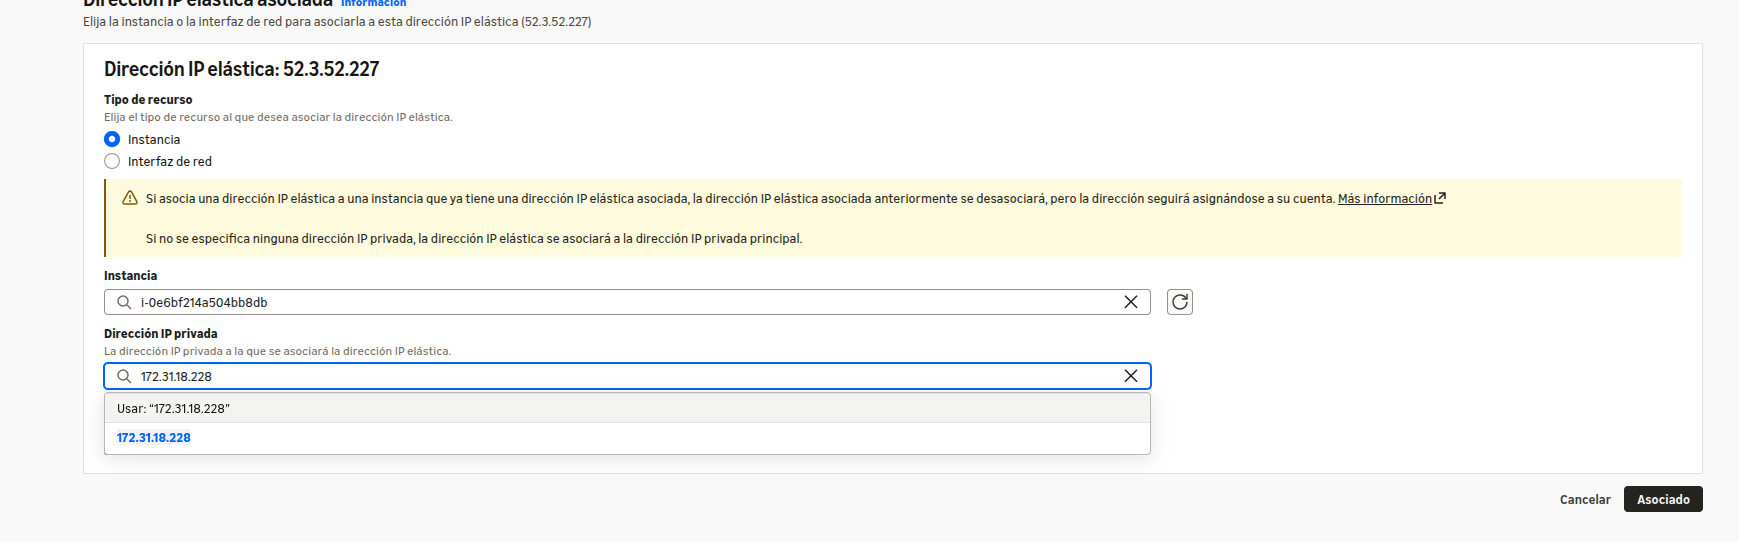 Dirección IP elástica asociada Información
Elija la instancia o la interfaz de red para asociarla a esta dirección IP elástica (52.3.52.227)
Dirección IP elástica: 52.3.52.227
Tipo de recurso
Elija el tipo de recurso al que desea asociar la dirección IP elástica.
Instancia
Interfaz de red
Si asocia una dirección IP elástica a una instancia que ya tiene una dirección IP elástica asociada, la dirección IP elástica asociada anteriormente se desasociará, pero la dirección seguirá asignándose a su cuenta. Más información
Si no se especifica ninguna dirección IP privada, la dirección IP elástica se asociará a la dirección IP privada principal.
Instancia
i-0e6bf214a504bb8db
Dirección IP privada
La dirección IP privada a la que se asociará la dirección IP elástica.
172.31.18.228
Usar: “172.31.18.228”
172.31.18.228
Cancelar Asociado